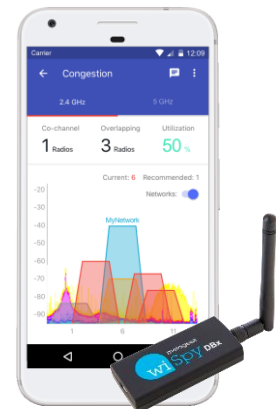 Carrier 12:09
Congestion
2.4 GHz 5 GHz
Co-channel Overlapping Utilization
1 Radios 3 Radios 50 %
Current: 6 Recommended: 1
Networks:
-20
-30
MyNetwork
-40
-50
-60
-70
-80
-90
1 6 11
metageek
wi Spy DBx